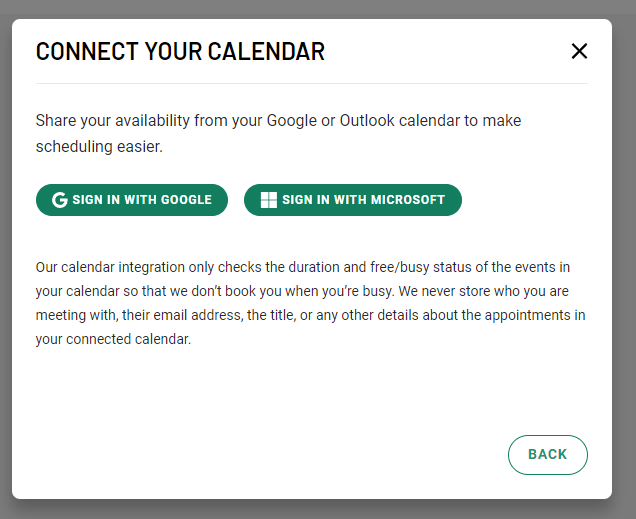 CONNECT YOUR CALENDAR
Share your availability from your Google or Outlook calendar to make
scheduling easier.
SIGN IN WITH GOOGLE
SIGN IN WITH MICROSOFT
Our calendar integration only checks the duration and free/busy status of the events in
your calendar so that we don’t book you when you’re busy. We never store who you are
meeting with, their email address, the title, or any other details about the appointments in
your connected calendar.
BACK